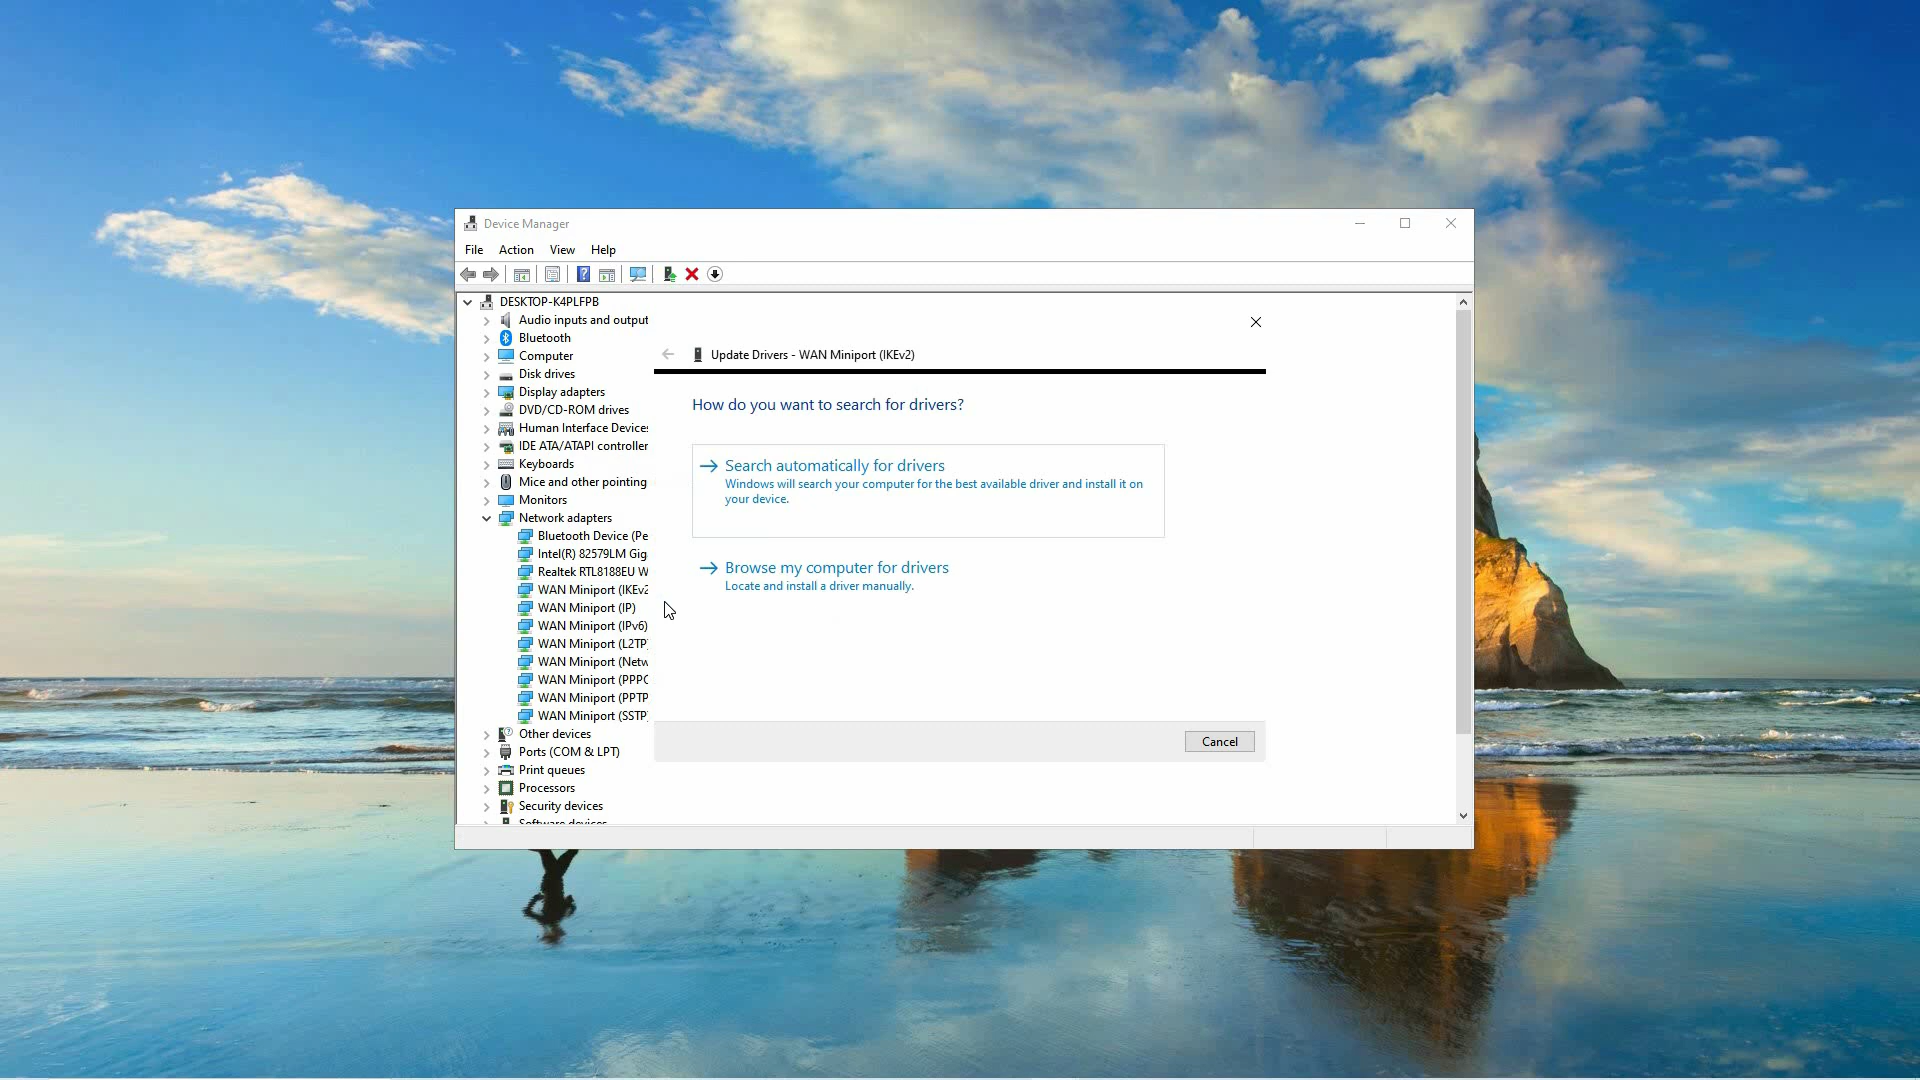 Device Manager
File Action View Help
DESKTOP-K4PLFPB
Audio inputs and output
Bluetooth
Computer
Disk drives
Display adapters
DVD/CD-ROM drives
Human Interface Devices
IDE ATA/ATAPI controller
Keyboards
Mice and other pointing
Monitors
Network adapters
Bluetooth Device (Pe
Intel(R) 82579LM Gig
Realtek RTL8188EU W
WAN Miniport (IKEv2
WAN Miniport (IP)
WAN Miniport (IPv6)
WAN Miniport (L2TP)
WAN Miniport (Netw
WAN Miniport (PPPO
WAN Miniport (PPTP
WAN Miniport (SSTP)
Other devices
Ports (COM & LPT)
Print queues
Processors
Security devices
Software devices
Update Drivers - WAN Miniport (IKEv2)
How do you want to search for drivers?
Search automatically for drivers
Windows will search your computer for the best available driver and install it on
your device.
Browse my computer for drivers
Locate and install a driver manually.
Cancel